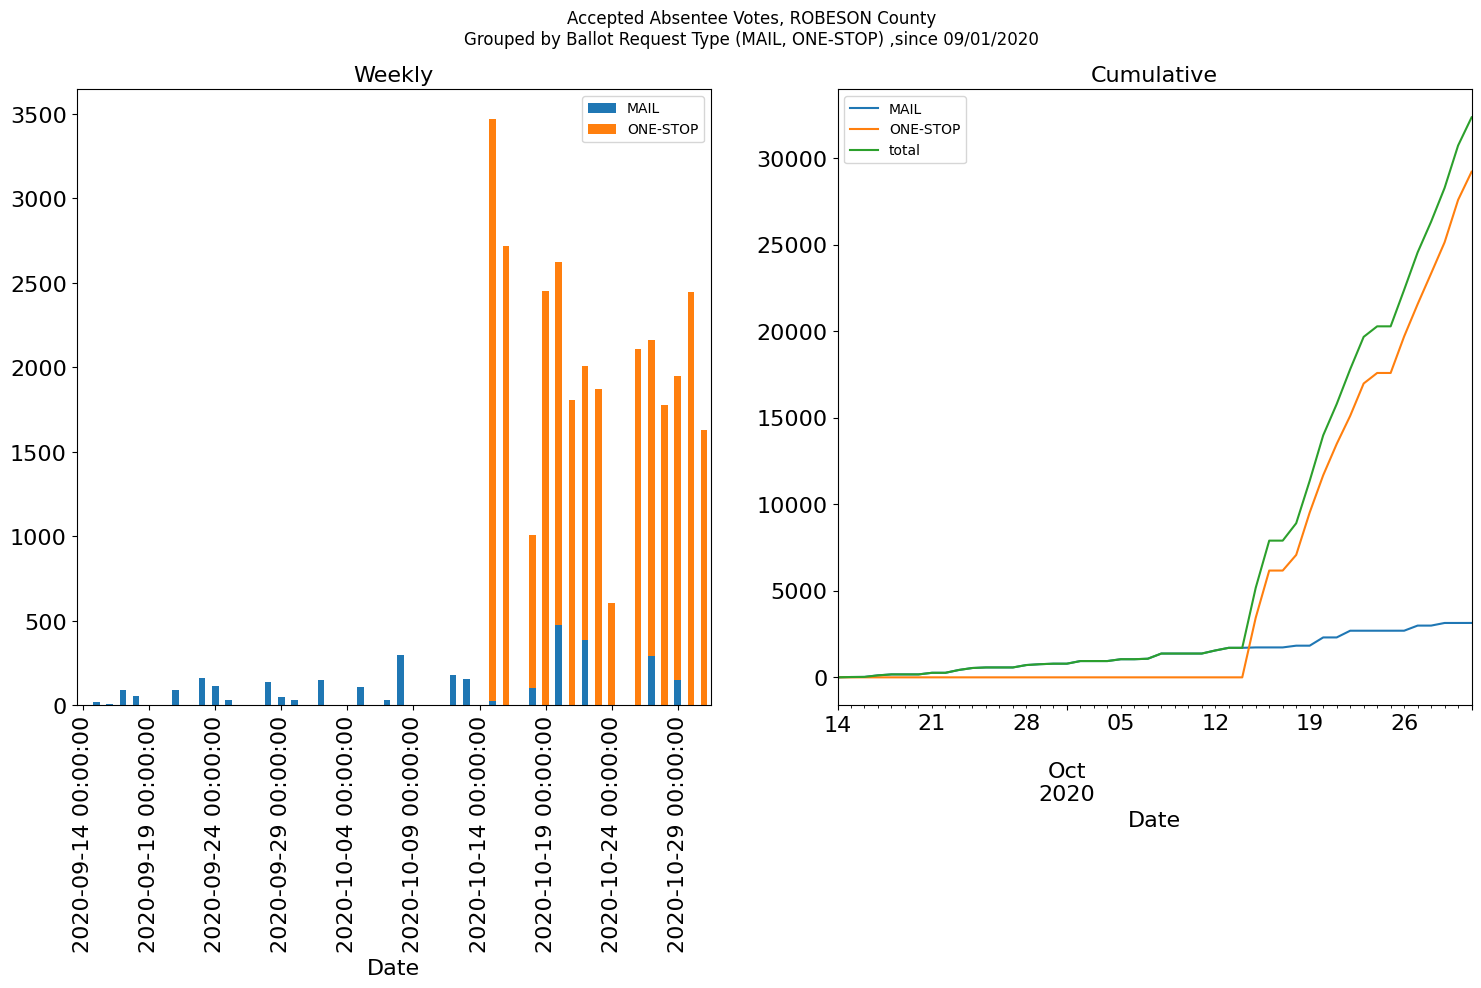 Accepted Absentee Votes, ROBESON County
Grouped by Ballot Request Type (MAIL, ONE-STOP) ,since 09/01/2020
Weekly
3500
3000
2500
2000
1500
1000
500
0
MAIL
ONE-STOP
2020-09-14 00:00:00
2020-09-19 00:00:00
2020-09-24 00:00:00
2020-09-29 00:00:00
2020-10-04 00:00:00
2020-10-09 00:00:00
2020-10-14 00:00:00
2020-10-19 00:00:00
2020-10-24 00:00:00
2020-10-29 00:00:00
Date
Cumulative
MAIL
ONE-STOP
total
30000
25000
20000
15000
10000
5000
0
14 21 28 05 12 19 26
Oct
2020
Date